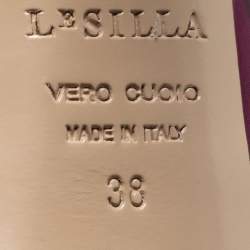 LE SILLA
VERO CUOIO
MADE IN ITALY
38